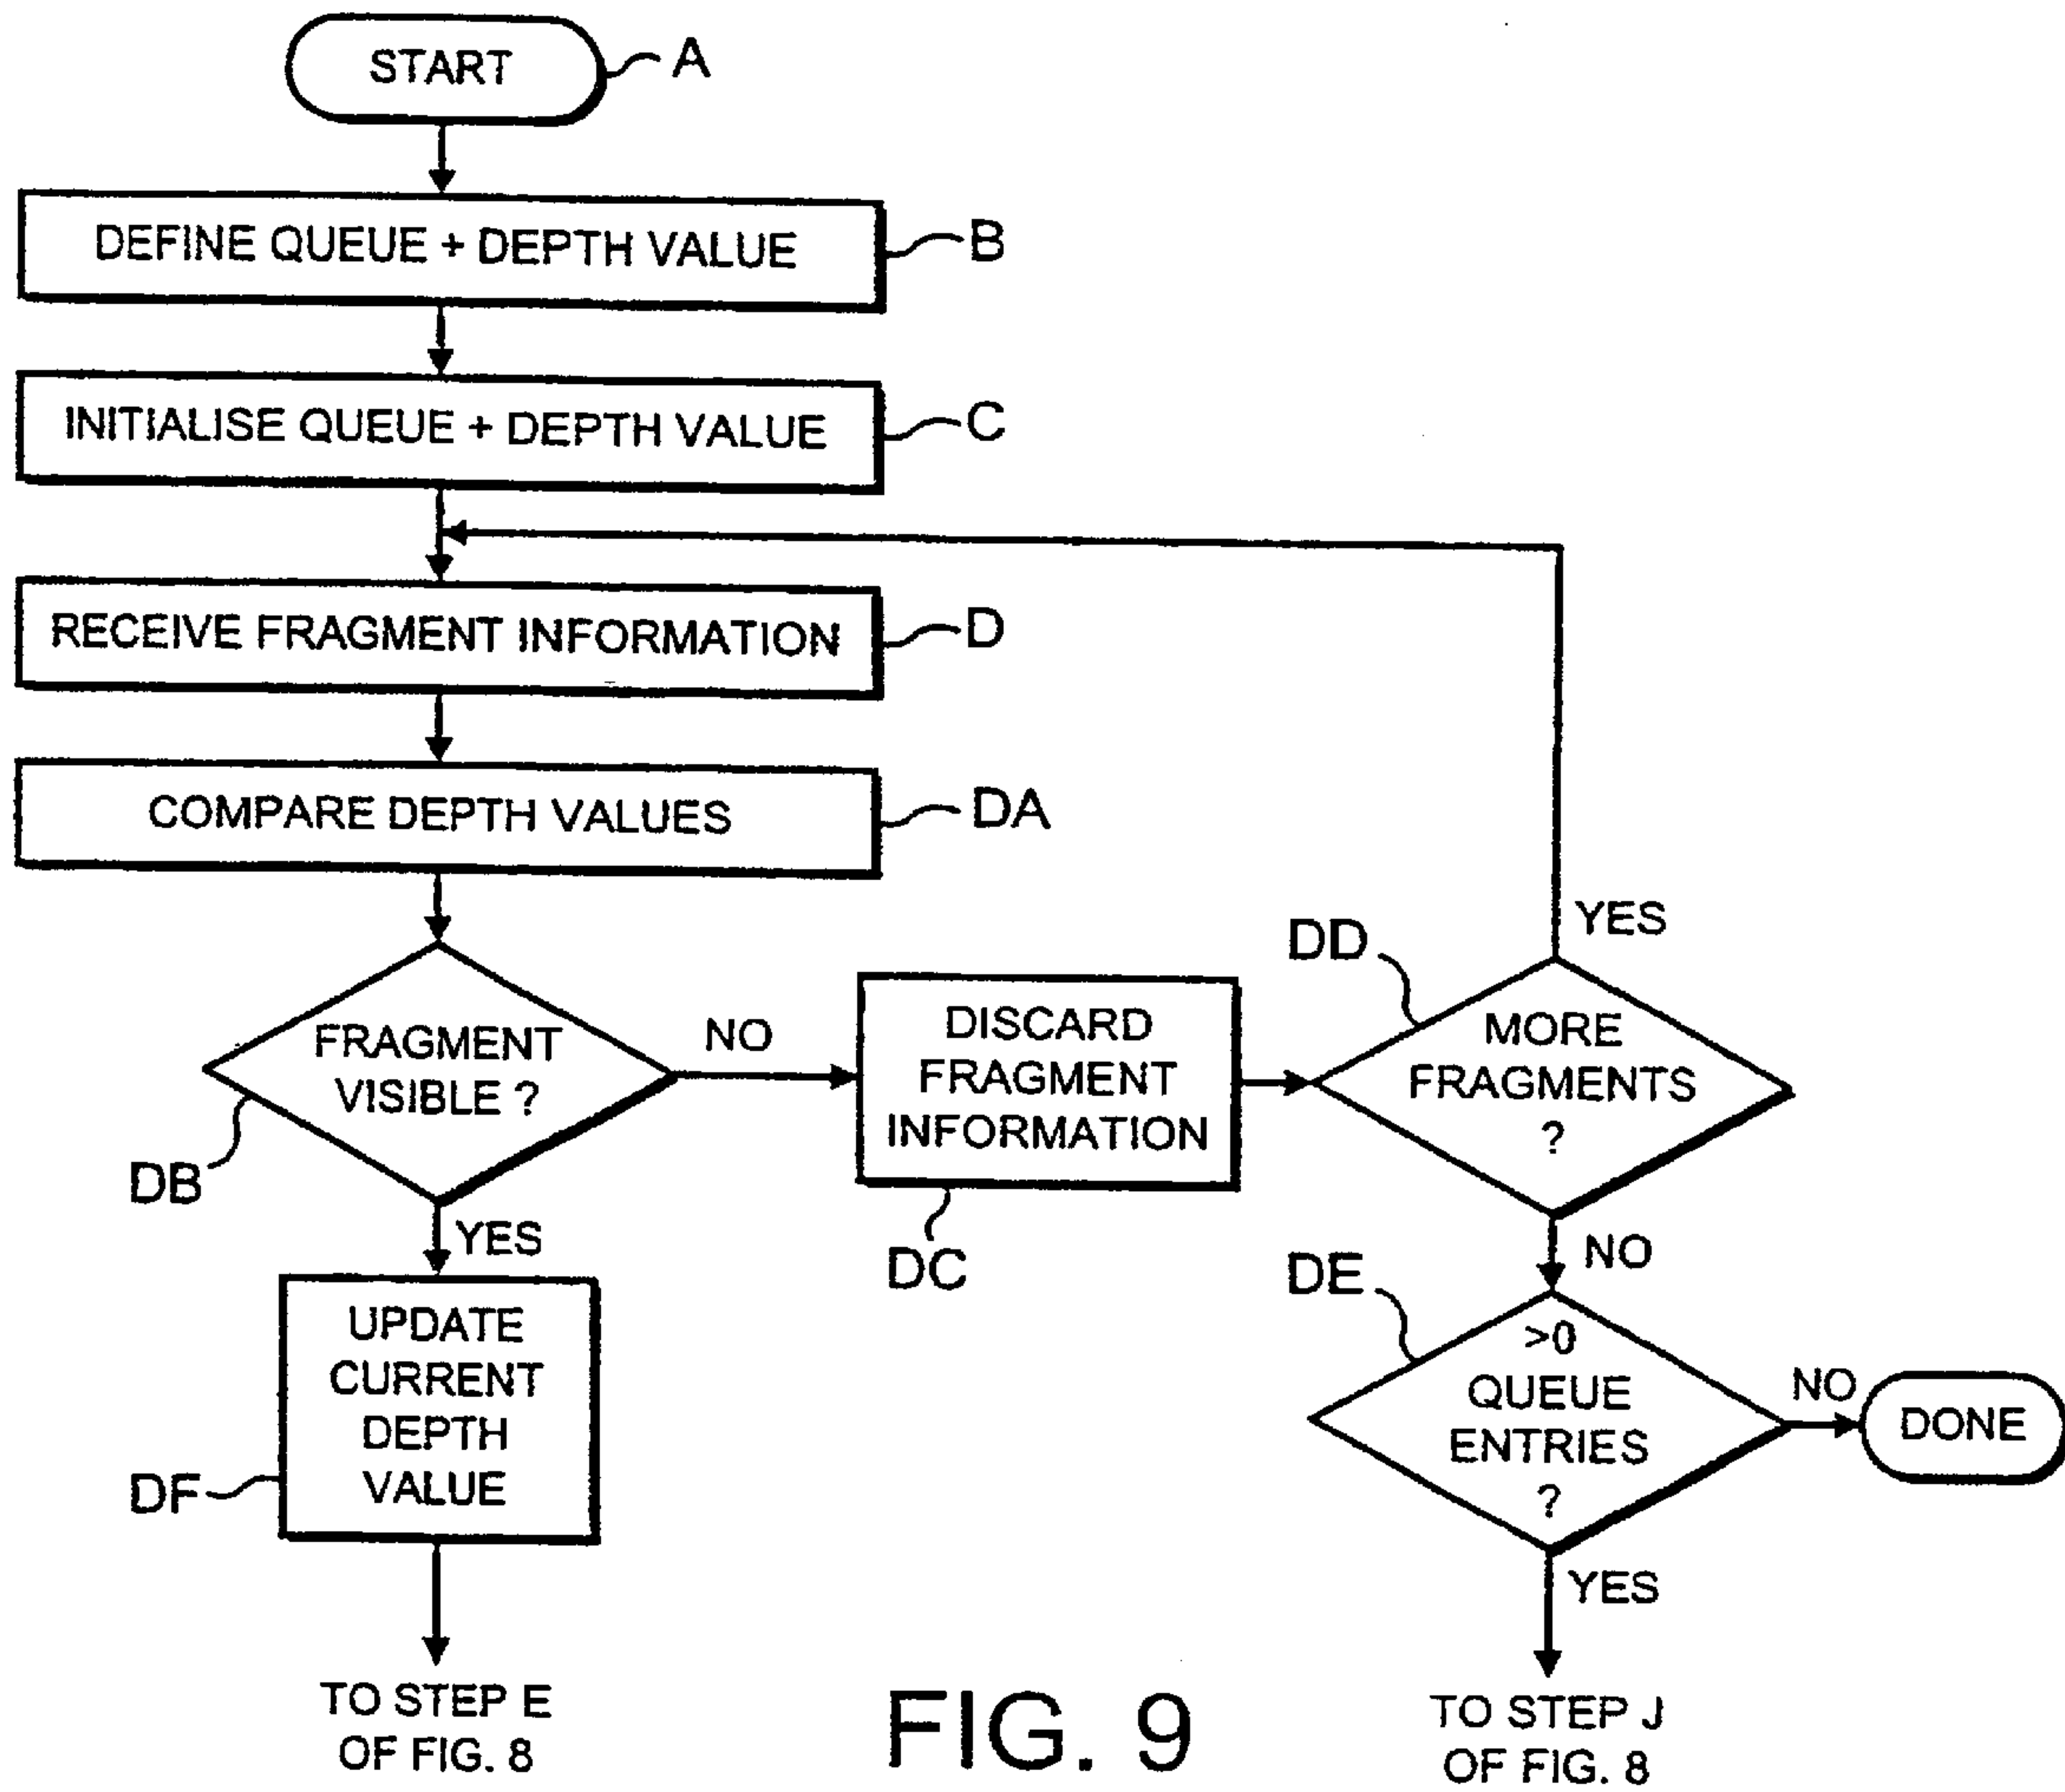 START
A
DEFINE QUEUE + DEPTH VALUE
B
INITIALISE QUEUE + DEPTH VALUE
C
RECEIVE FRAGMENT INFORMATION
D
COMPARE DEPTH VALUES
DA
FRAGMENT
VISIBLE ?
DB
NO
YES
DISCARD
FRAGMENT
INFORMATION
DC
DD
MORE
FRAGMENTS
?
YES
NO
DE
>0
QUEUE
ENTRIES
?
NO
DONE
YES
UPDATE
CURRENT
DEPTH
VALUE
DF
TO STEP E
OF FIG. 8
TO STEP J
OF FIG. 8
FIG. 9